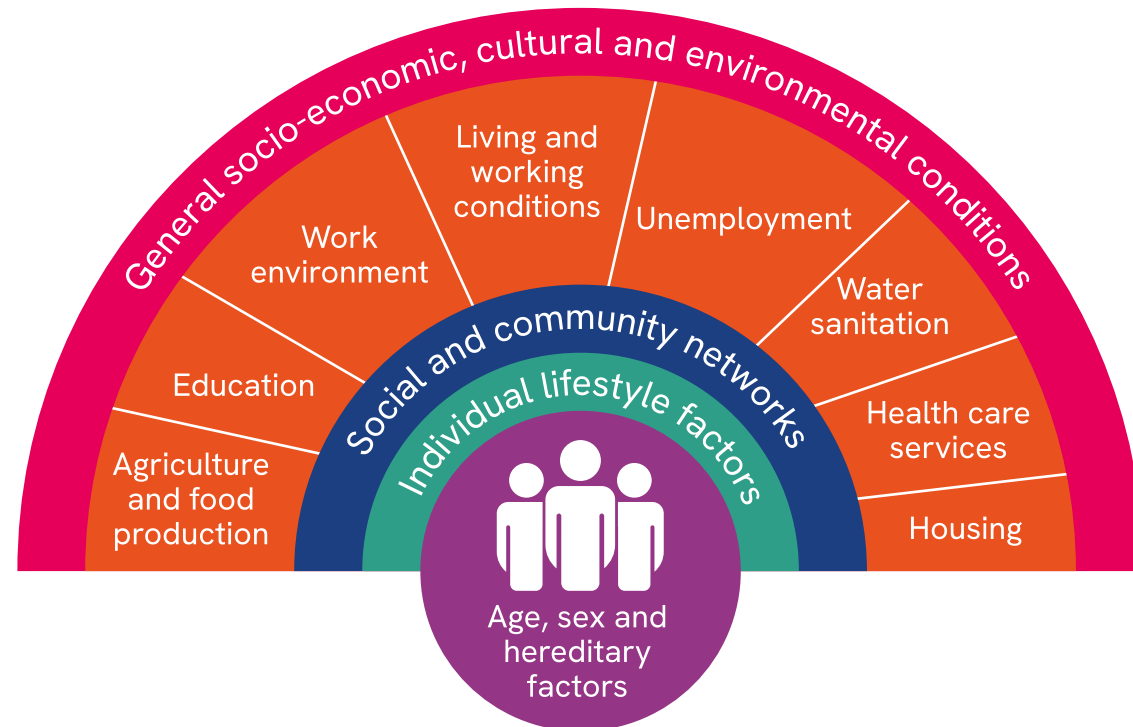 General socio-economic, cultural and environmental conditions
Agriculture
and food
production
Education
Work
environment
Living and
working
conditions
Unemployment
Water
sanitation
Health care
services
Housing
Social and community networks
Individual lifestyle factors
Age, sex and
hereditary
factors